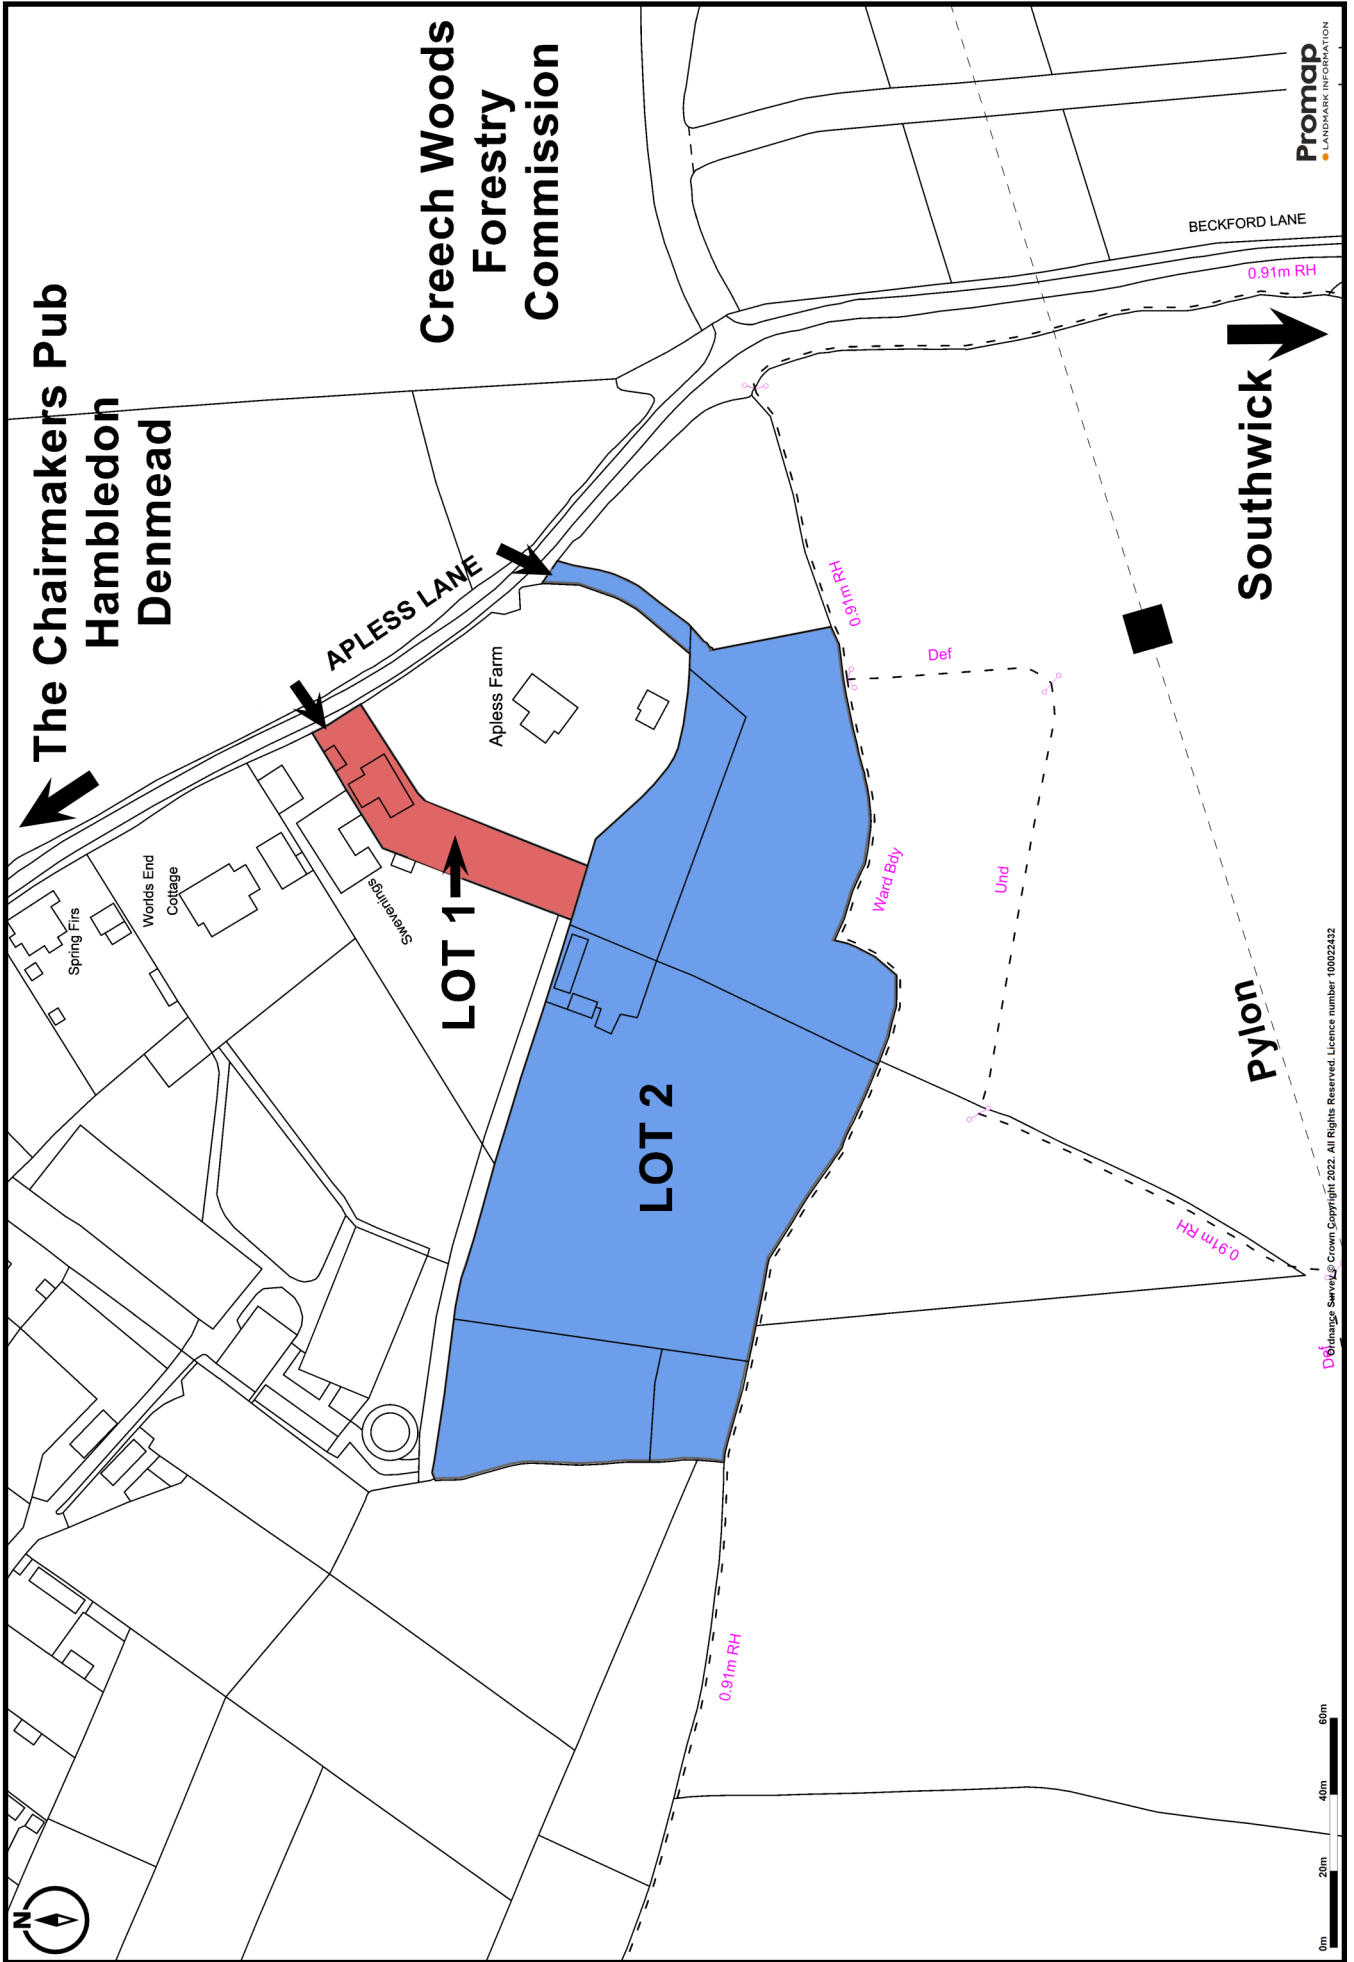 The Chairmakers Pub
Hambledon
Denmead
Creech Woods
Forestry
Commission
Promap
LANDMARK INFORMATION
BECKFORD LANE
0.91m RH
Southwick
APLESS LANE
Apless Farm
0.91m RH
Def
Und
Ward Bdy
Spring Firs
Worlds End
Cottage
Swevenings
LOT 1
LOT 2
Pylon
0.91m RH
Def
0.91m RH
N
0m
20m
40m
60m
Ordnance Survey © Crown Copyright 2022. All Rights Reserved. Licence number 100022432